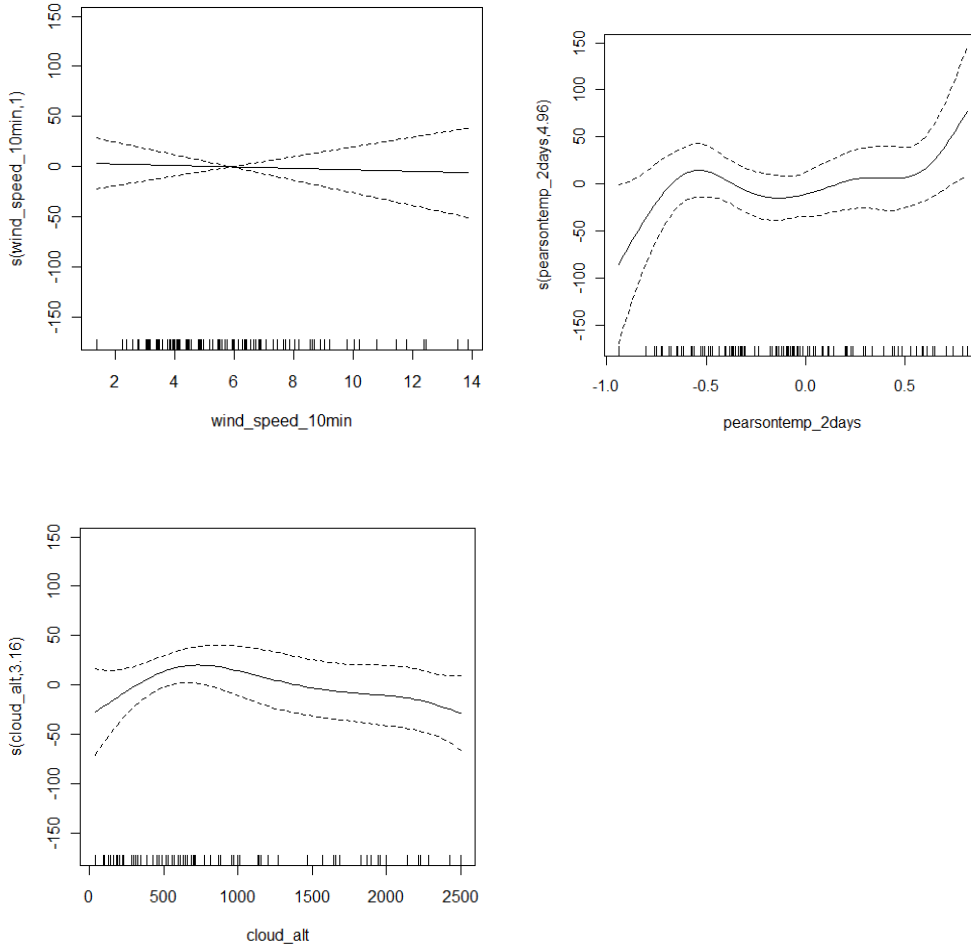 s(wind_speed_10min,1)
150
100
50
0
-50
-100
-150
2 4 6 8 10 12 14
wind_speed_10min
s(pearsontemp_2days,4.96)
150
100
50
0
-50
-100
-150
-1.0 -0.5 0.0 0.5
pearsontemp_2days
s(cloud_alt,3.16)
150
100
50
0
-50
-100
-150
0 500 1000 1500 2000 2500
cloud_alt